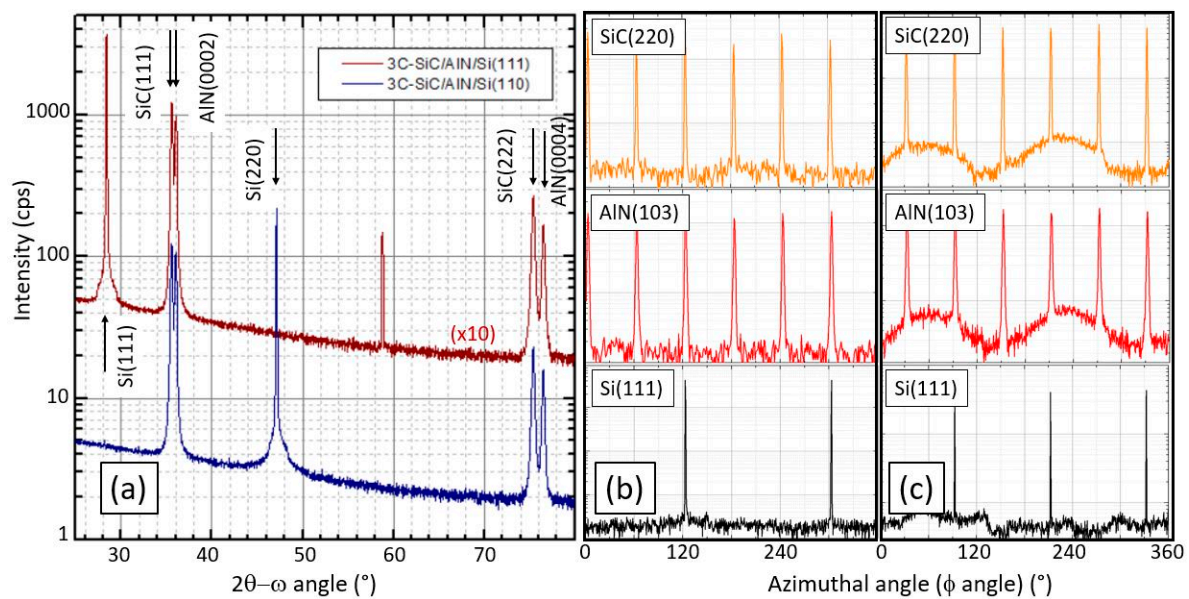 3C-SiC/AlN/Si(111)
3C-SiC/AlN/Si(110)
SiC(111)
AlN(0002)
Si(220)
SiC(222)
AlN(0004)
Si(111)
(x10)
(a)
1000
100
10
1
Intensity (cps)
30
40
50
60
70
2θ−ω angle (°)
SiC(220)
AlN(103)
Si(111)
(b)
0
120
240
SiC(220)
AlN(103)
Si(111)
(c)
0
120
240
360
Azimuthal angle (ϕ angle) (°)